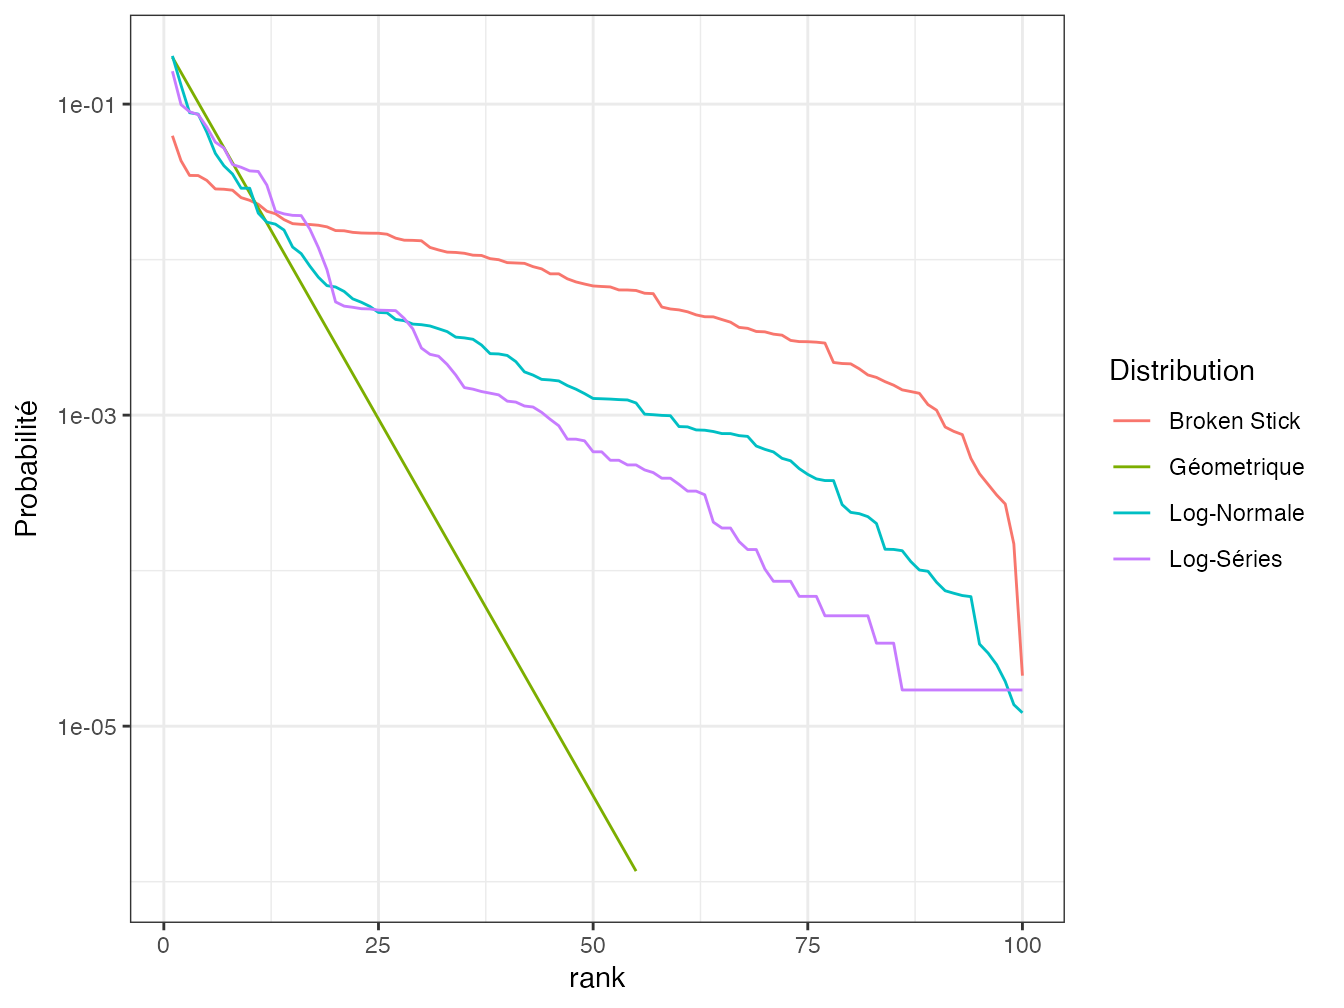 1e-01
1e-03
1e-05
Probabilité
0 25 50 75 100
rank
Distribution
Broken Stick
Géometrique
Log-Normale
Log-Séries